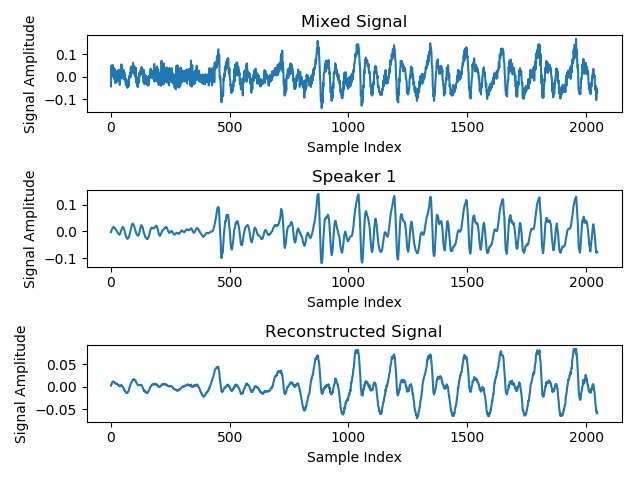 Mixed Signal
Signal Amplitude
0.1
0.0
−0.1
0 500 1000 1500 2000
Sample Index
Speaker 1
Signal Amplitude
0.1
0.0
−0.1
0 500 1000 1500 2000
Sample Index
Reconstructed Signal
Signal Amplitude
0.05
0.00
−0.05
0 500 1000 1500 2000
Sample Index